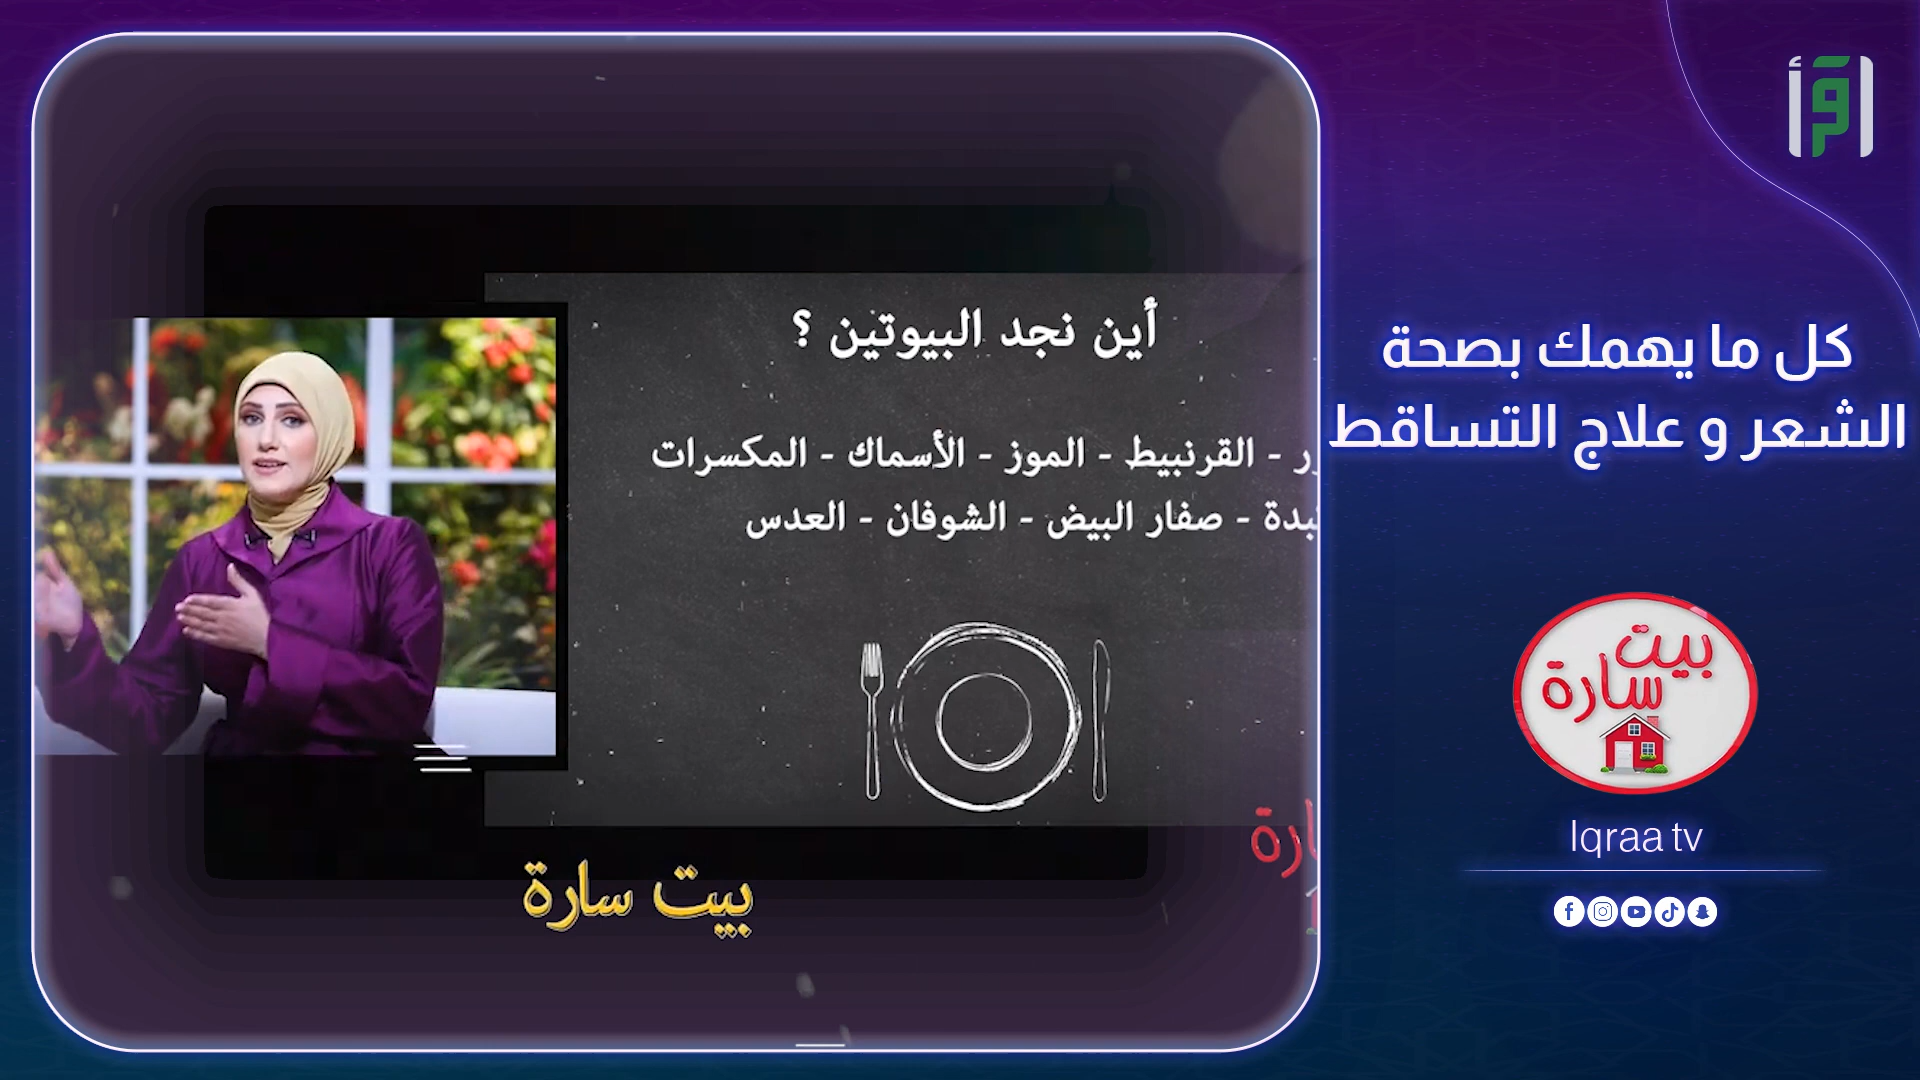 اقرأ
كل ما يهمك بصحة
الشعر و علاج التساقط
أين نجد البيوتين ؟
- القرنبيط - الموز - الأسماك - المكسرات
- صفار البيض - الشوفان - العدس
بيت سارة
بيت
سارة
Iqraa tv